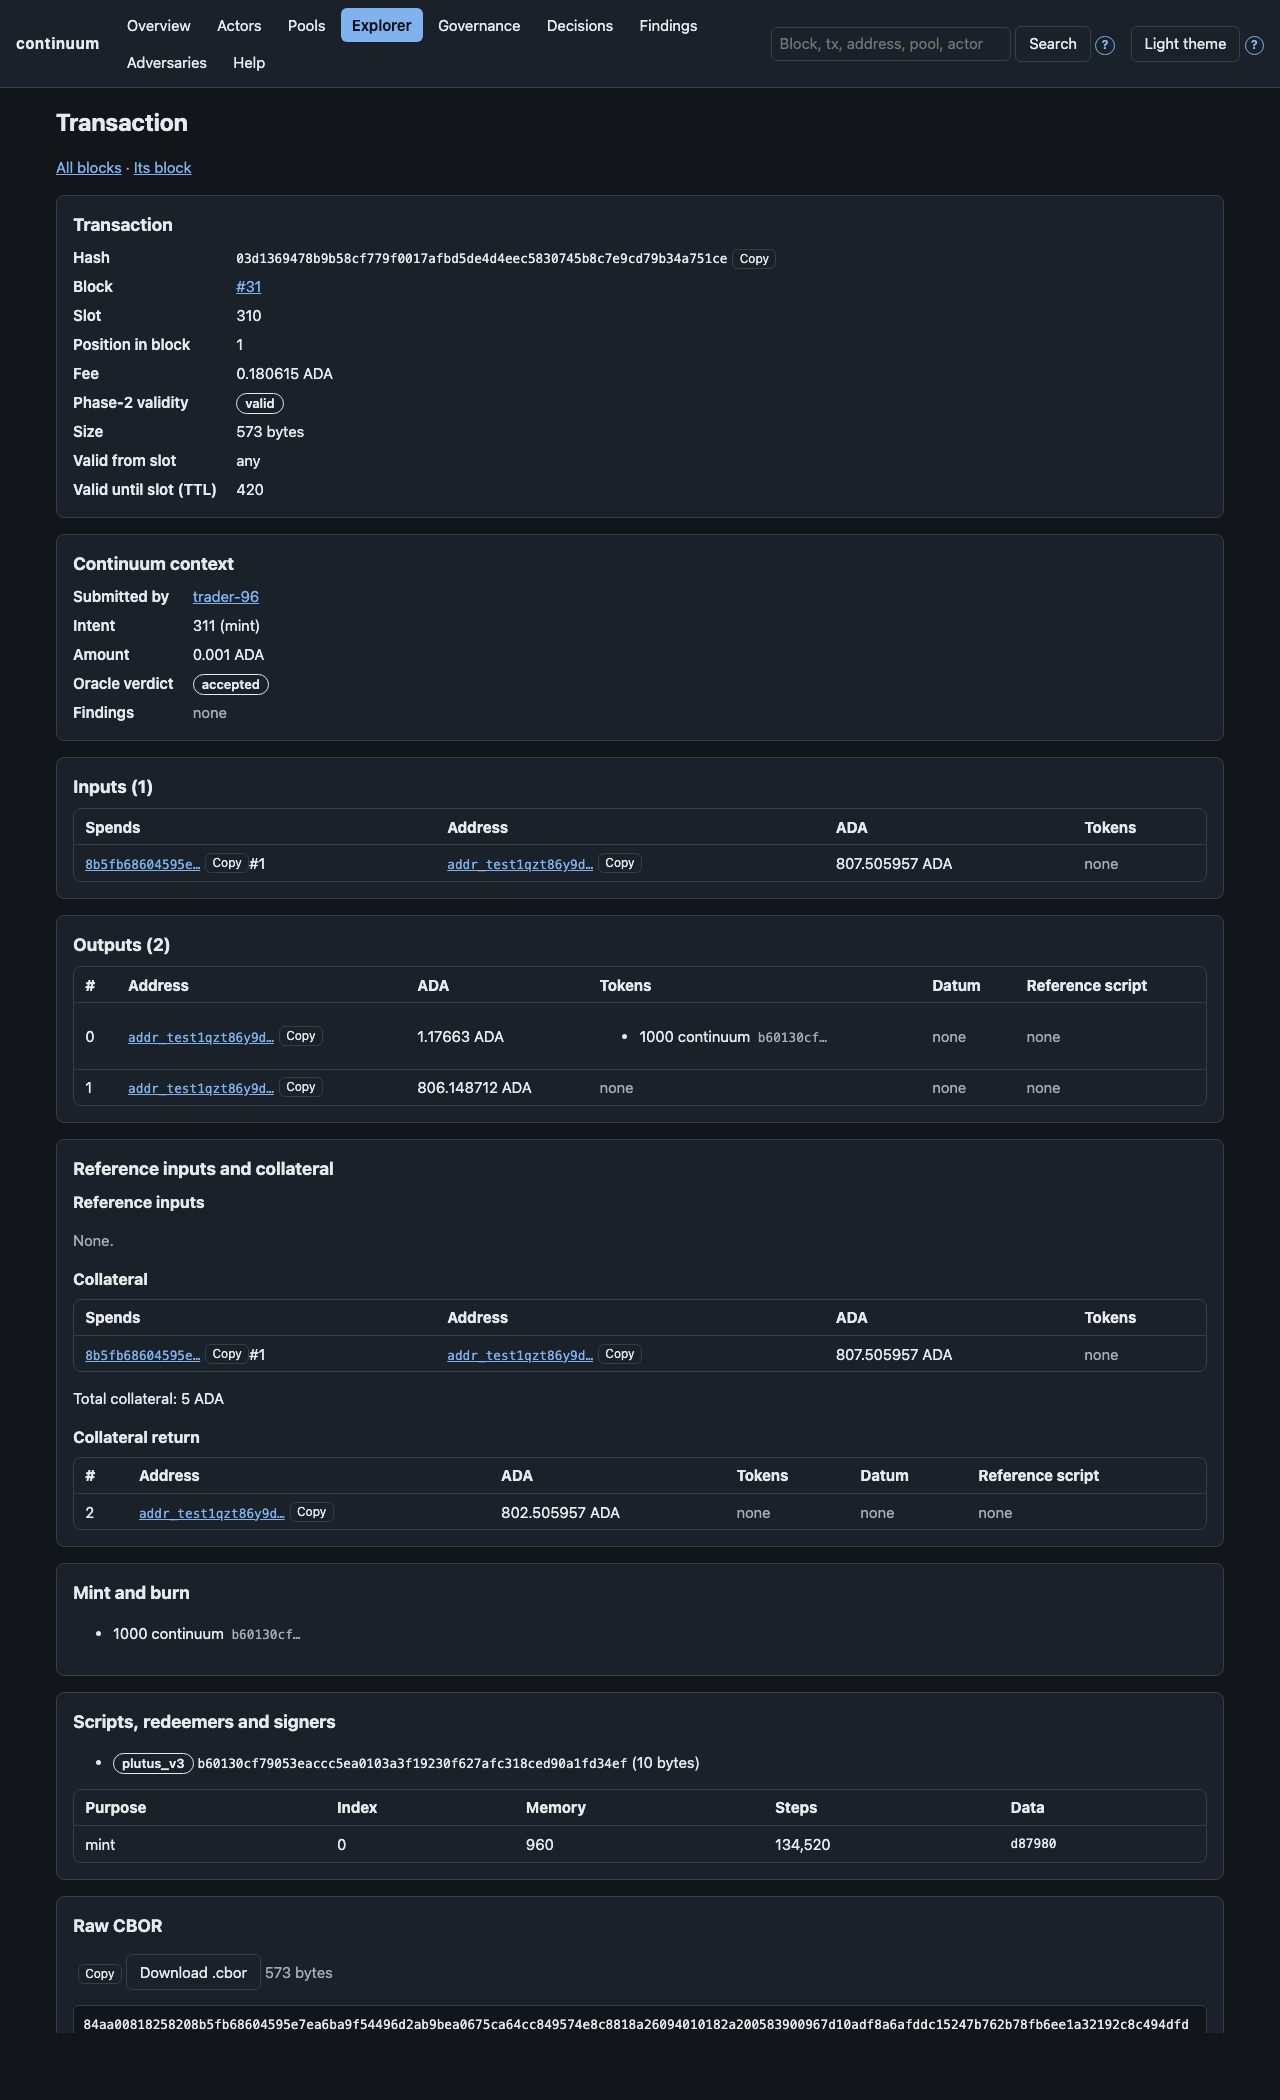 continuum
Overview Actors Pools Explorer Governance Decisions Findings
Adversaries Help
Block, tx, address, pool, actor Search ? Light theme ?
Transaction
All blocks · Its block
Transaction
Hash 03d1369478b9b58cf779f0017afbd5de4d4eec5830745b8c7e9cd79b34a751ce Copy
Block #31
Slot 310
Position in block 1
Fee 0.180615 ADA
Phase-2 validity valid
Size 573 bytes
Valid from slot any
Valid until slot (TTL) 420
Continuum context
Submitted by trader-96
Intent 311 (mint)
Amount 0.001 ADA
Oracle verdict accepted
Findings none
Inputs (1)
Spends Address ADA Tokens
8b5fb68604595e… Copy #1 addr_test1qzt86y9d… Copy 807.505957 ADA none
Outputs (2)
# Address ADA Tokens Datum Reference script
0 addr_test1qzt86y9d… Copy 1.17663 ADA • 1000 continuum b60130cf… none none
1 addr_test1qzt86y9d… Copy 806.148712 ADA none none none
Reference inputs and collateral
Reference inputs
None.
Collateral
Spends Address ADA Tokens
8b5fb68604595e… Copy #1 addr_test1qzt86y9d… Copy 807.505957 ADA none
Total collateral: 5 ADA
Collateral return
# Address ADA Tokens Datum Reference script
2 addr_test1qzt86y9d… Copy 802.505957 ADA none none none
Mint and burn
• 1000 continuum b60130cf…
Scripts, redeemers and signers
• plutus_v3 b60130cf79053eaccc5ea0103a3f19230f627afc318ced90a1fd34ef (10 bytes)
Purpose Index Memory Steps Data
mint 0 960 134,520 d87980
Raw CBOR
Copy Download .cbor 573 bytes
84aa00818258208b5fb68604595e7ea6ba9f54496d2ab9bea0675ca64cc849574e8c8818a26094010182a200583900967d10adf8a6afddc15247b762b78fb6ee1a32192c8c494dfd